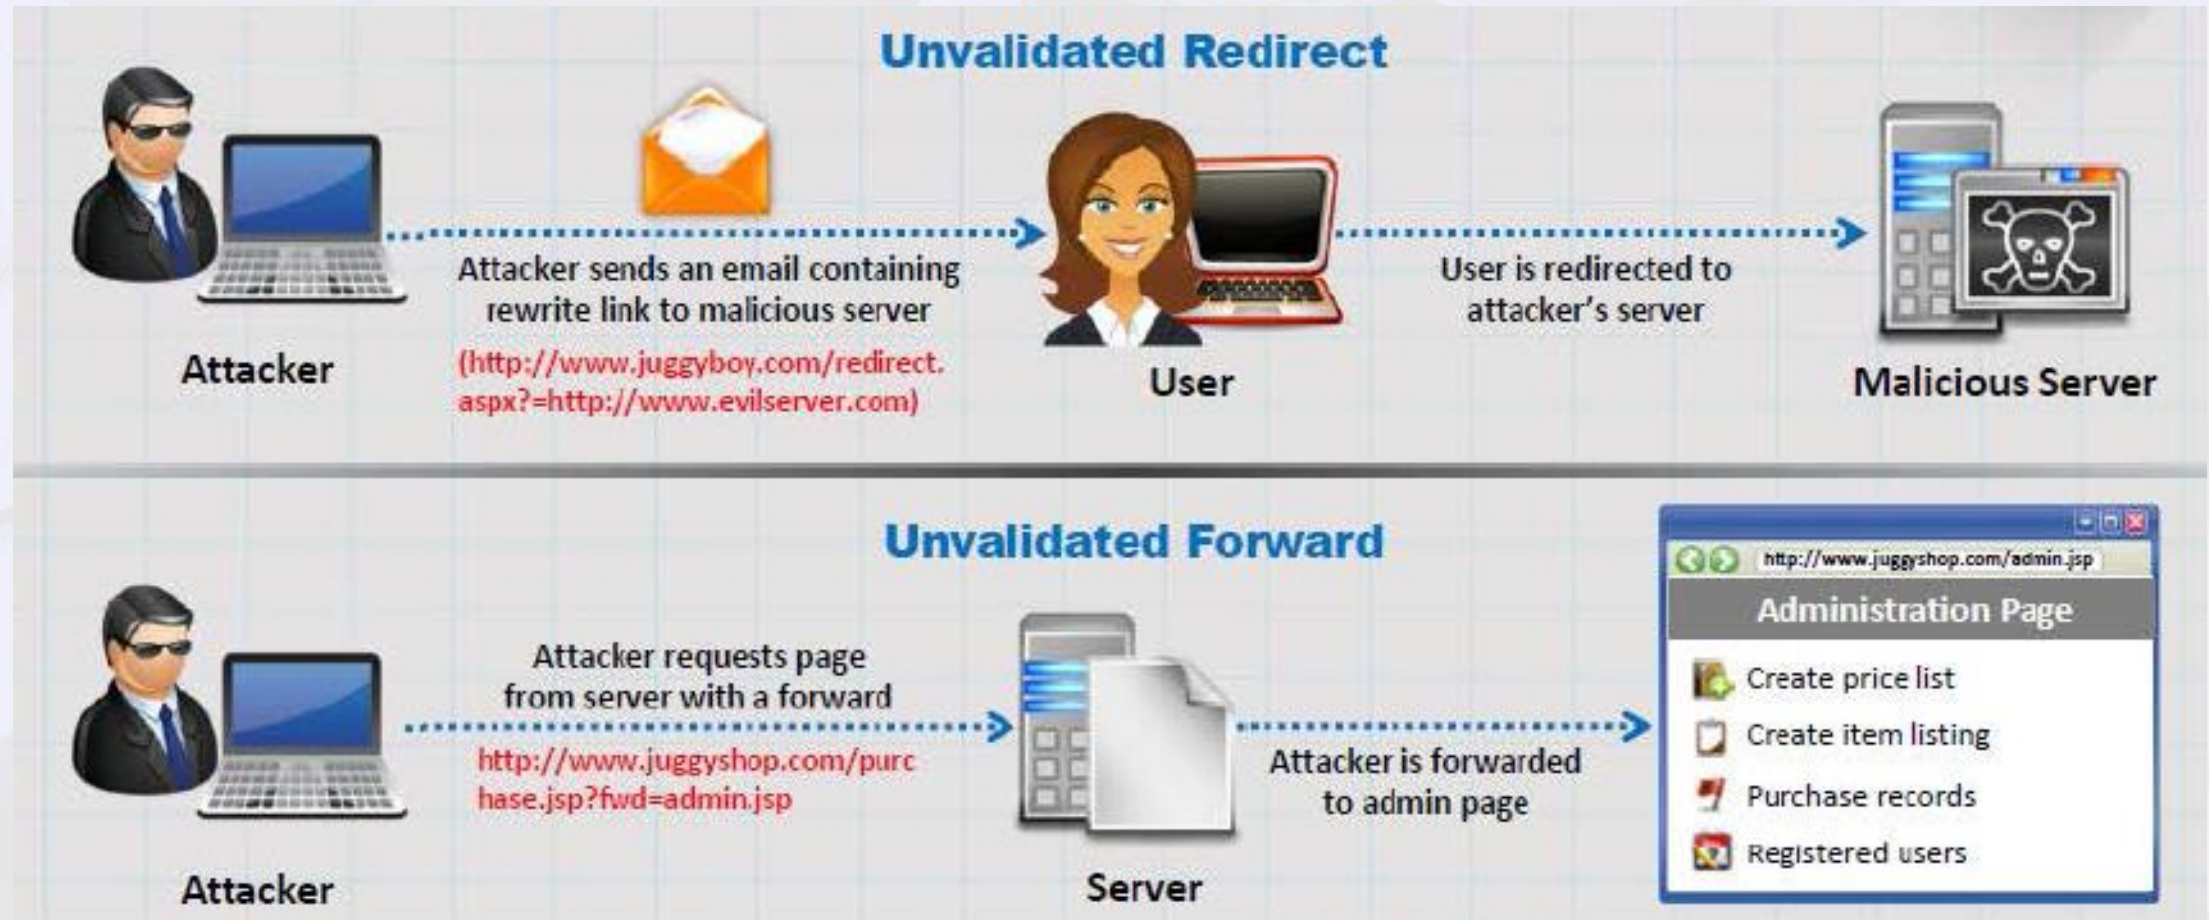 Unvalidated Redirect
Attacker sends an email containing
rewrite link to malicious server
(http://www.juggyboy.com/redirect.
aspx?=http://www.evilserver.com)
User is redirected to
attacker's server
Attacker
User
Malicious Server
Unvalidated Forward
Attacker requests page
from server with a forward
http://www.juggyshop.com/purc
hase.jsp?fwd=admin.jsp
Attacker is forwarded
to admin page
http://www.juggyshop.com/admin.jsp
Administration Page
Create price list
Create item listing
Purchase records
Registered users
Attacker
Server